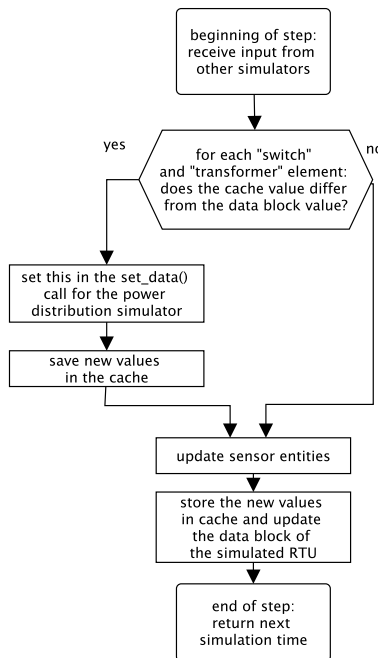 beginning of step:
receive input from
other simulators
yes
no
for each "switch"
and "transformer" element:
does the cache value differ
from the data block value?
set this in the set_data()
call for the power
distribution simulator
save new values
in the cache
update sensor entities
store the new values
in cache and update
the data block of
the simulated RTU
end of step:
return next
simulation time